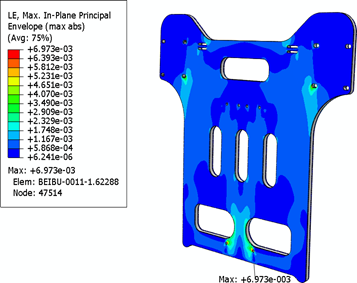 LE, Max. In-Plane Principal
Envelope (max abs)
(Avg: 75%)
+6.973e-03
+6.393e-03
+5.812e-03
+5.231e-03
+4.651e-03
+4.070e-03
+3.490e-03
+2.909e-03
+2.329e-03
+1.748e-03
+1.167e-03
+5.868e-04
+6.241e-06
Max: +6.973e-03
Elem: BEIBU-0011-1.62288
Node: 47514
Max: +6.973e-003